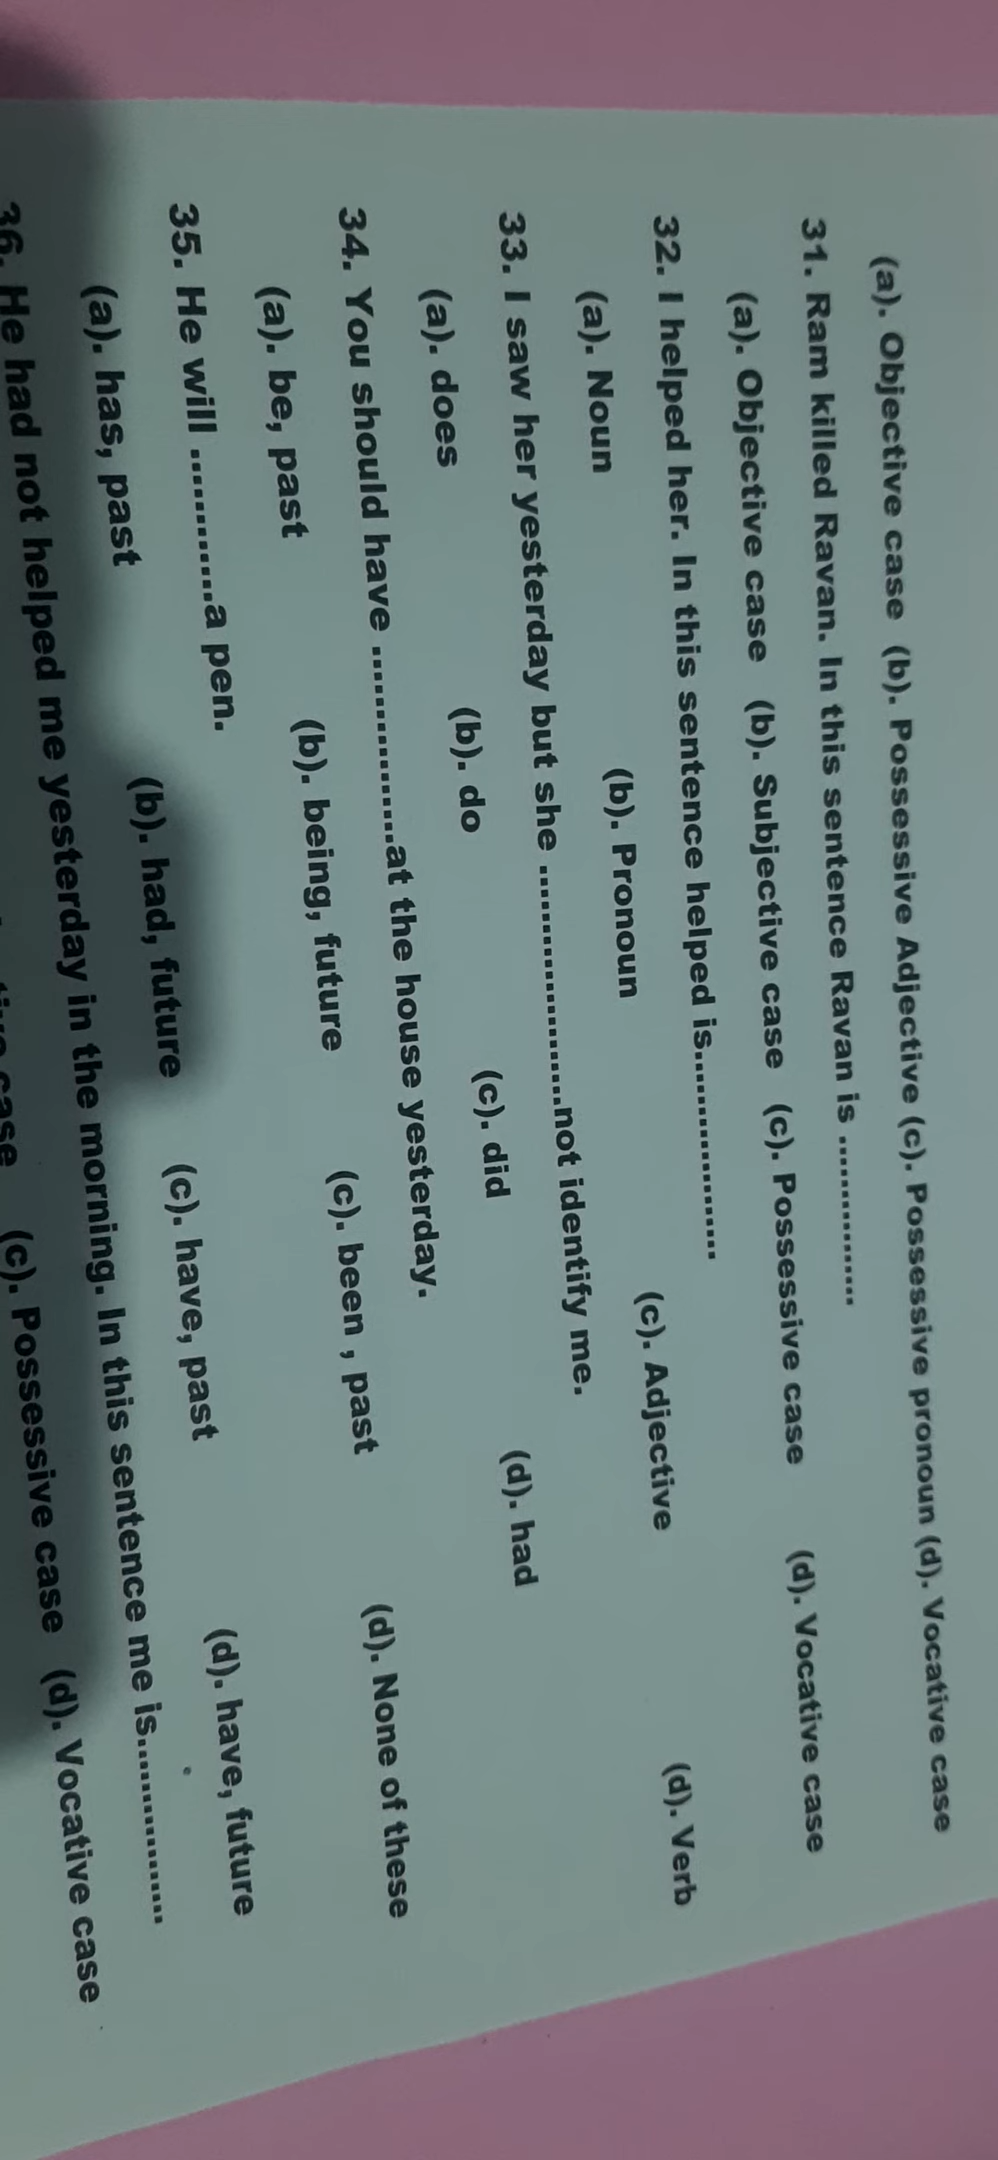 (a). Objective case (b). Possessive Adjective (c). Possessive pronoun (d). Vocative case
31. Ram killed Ravan. In this sentence Ravan is ..............
(a). Objective case (b). Subjective case (c). Possessive case (d). Vocative case
32. I helped her. In this sentence helped is..................
(a). Noun (b). Pronoun (c). Adjective (d). Verb
33. I saw her yesterday but she .....................not identify me.
(a). does (b). do (c). did (d). had
34. You should have .................at the house yesterday.
(a). be, past (b). being, future (c). been , past (d). None of these
35. He will ............a pen.
(a). has, past (b). had, future (c). have, past (d). have, future
36. He had not helped me yesterday in the morning. In this sentence me is.................
case (c). Possessive case (d). Vocative case